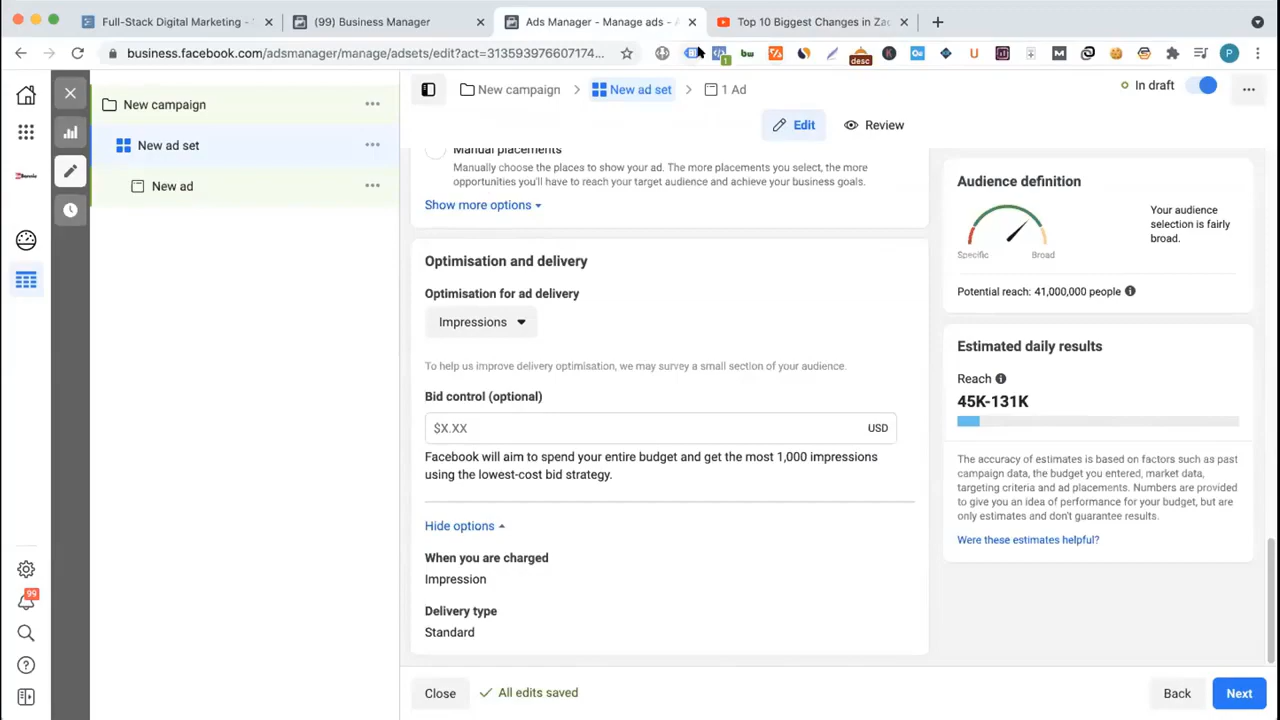 Full-Stack Digital Marketing -
(99) Business Manager
Ads Manager - Manage ads -
Top 10 Biggest Changes in Zac
business.facebook.com/adsmanager/manage/adsets/edit?act=313593976607174...
1
bw
desc
K
U
M
P
New campaign
New ad set
New ad
New campaign
New ad set
1 Ad
In draft
Edit
Review
Manual placements
Manually choose the places to show your ad. The more placements you select, the more
opportunities you'll have to reach your target audience and achieve your business goals.
Show more options
Optimisation and delivery
Optimisation for ad delivery
Impressions
To help us improve delivery optimisation, we may survey a small section of your audience.
Bid control (optional)
$X.XX
USD
Facebook will aim to spend your entire budget and get the most 1,000 impressions
using the lowest-cost bid strategy.
Hide options
When you are charged
Impression
Delivery type
Standard
Audience definition
Your audience
selection is fairly
broad.
Specific
Broad
Potential reach: 41,000,000 people
Estimated daily results
Reach
45K-131K
The accuracy of estimates is based on factors such as past
campaign data, the budget you entered, market data,
targeting criteria and ad placements. Numbers are provided
to give you an idea of performance for your budget, but are
only estimates and don't guarantee results.
Were these estimates helpful?
99
Close
All edits saved
Back
Next